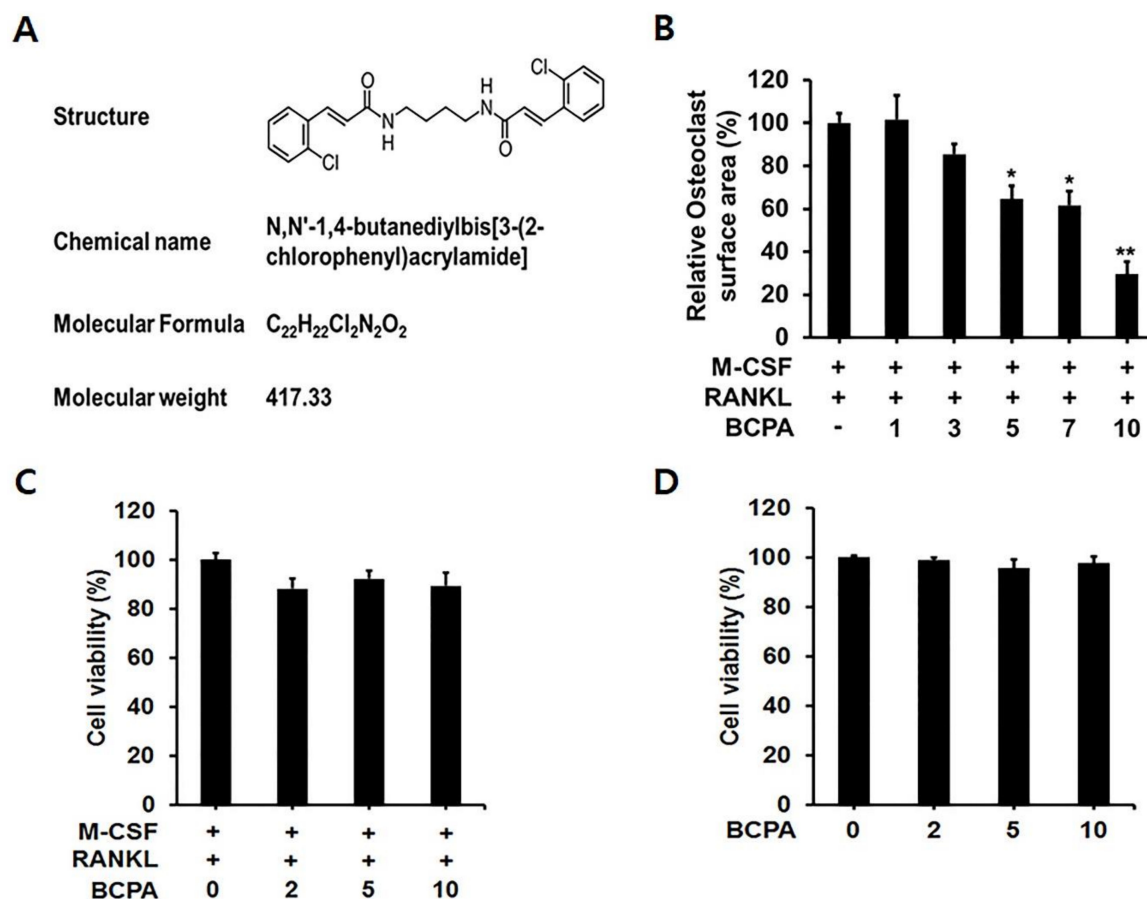 A
Structure
O
N
H
Cl
H
N
O
Cl
Chemical name
N,N'-1,4-butanediylbis[3-(2-
chlorophenyl)acrylamide]
Molecular Formula
C₂₂H₂₂Cl₂N₂O₂
Molecular weight
417.33
B
Relative Osteoclast
surface area (%)
120
100
80
60
40
20
0
* * **
M-CSF + + + + + +
RANKL + + + + + +
BCPA - 1 3 5 7 10
C
Cell viability (%)
120
100
80
60
40
20
0
M-CSF + + + +
RANKL + + + +
BCPA 0 2 5 10
D
Cell viability (%)
120
100
80
60
40
20
0
BCPA 0 2 5 10